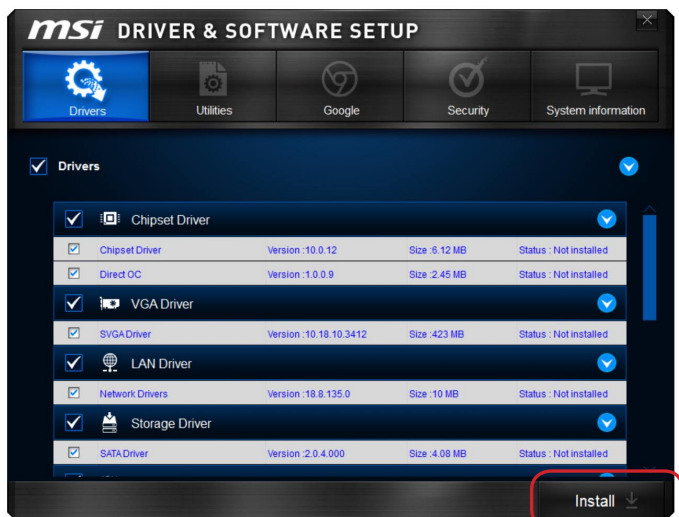 msi DRIVER & SOFTWARE SETUP
Drivers Utilities Google Security System information
Drivers
Chipset Driver
Chipset Driver Version :10.0.12 Size :6.12 MB Status : Not installed
Direct OC Version :1.0.0.9 Size :2.45 MB Status : Not installed
VGA Driver
SVGA Driver Version :10.18.10.3412 Size :423 MB Status : Not installed
LAN Driver
Network Drivers Version :18.8.135.0 Size :10 MB Status : Not installed
Storage Driver
SATA Driver Version :2.0.4.000 Size :4.08 MB Status : Not installed
Install